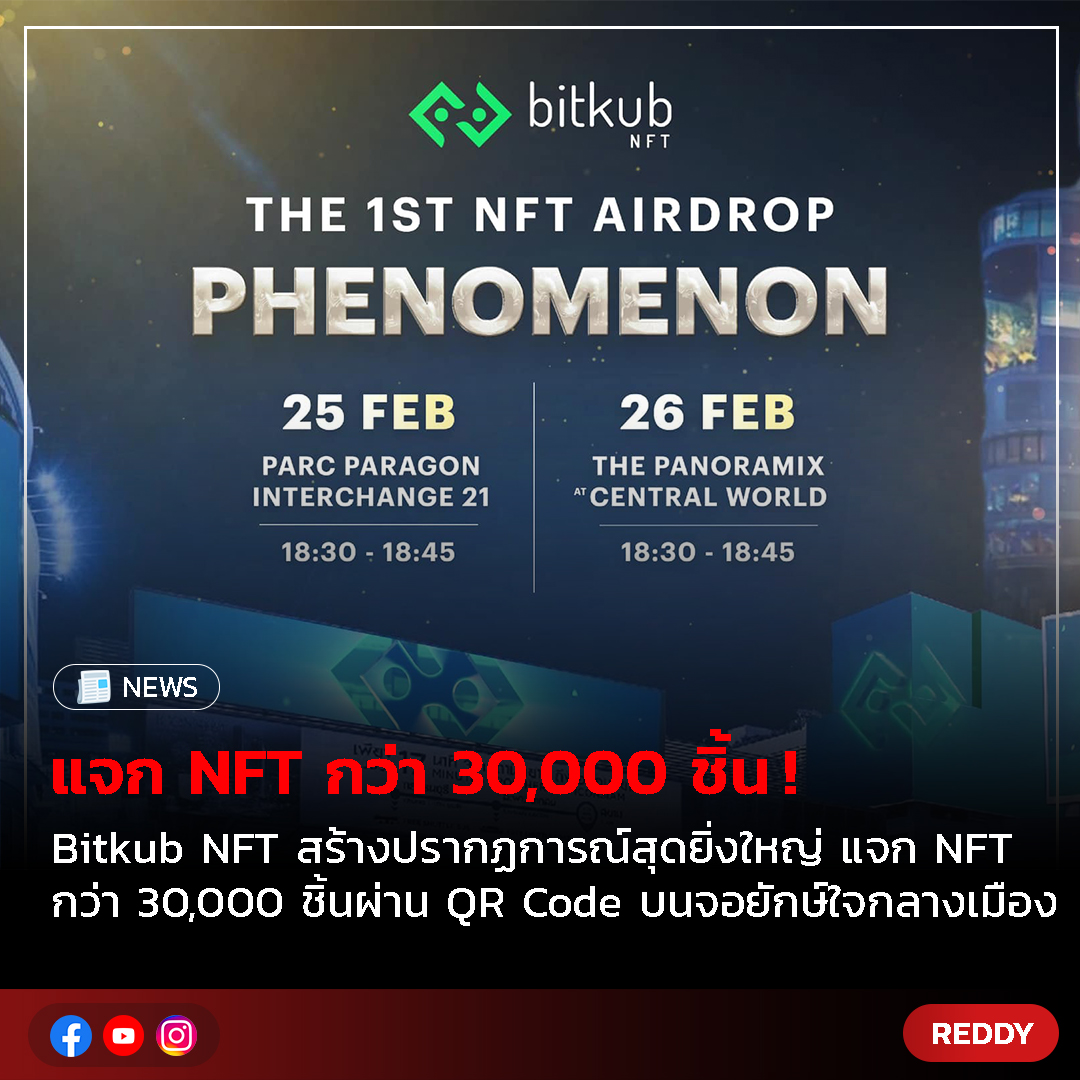 bitkub
NFT
THE 1ST NFT AIRDROP
PHENOMENON
25 FEB
PARC PARAGON
INTERCHANGE 21
18:30 - 18:45
26 FEB
THE PANORAMIX
AT CENTRAL WORLD
18:30 - 18:45
NEWS
แจก NFT กว่า 30,000 ชิ้น !
Bitkub NFT สร้างปรากฏการณ์สุดยิ่งใหญ่ แจก NFT
กว่า 30,000 ชิ้นผ่าน QR Code บนจอยักษ์ใจกลางเมือง
REDDY